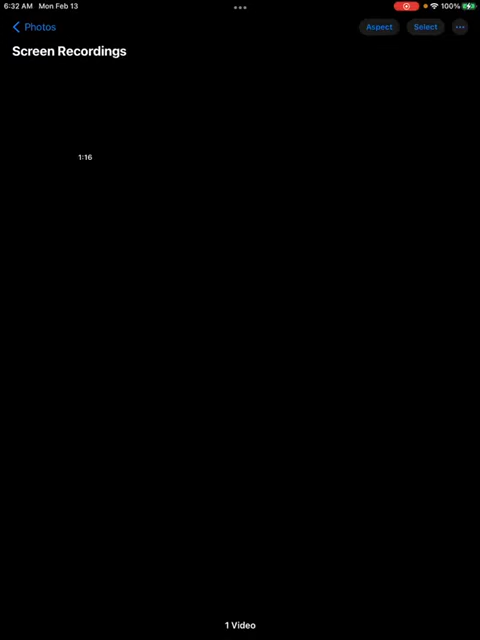 6:32 AM Mon Feb 13
100%
Photos
Aspect
Select
Screen Recordings
1:16
1 Video